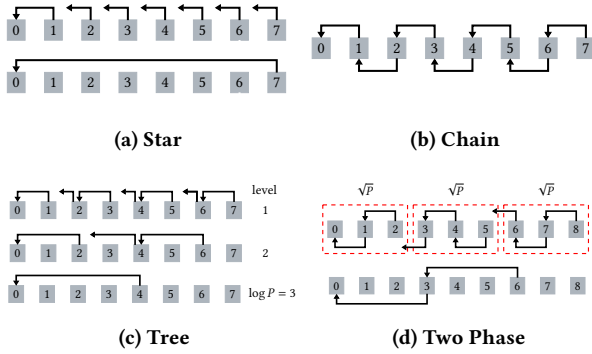 0 1 2 3 4 5 6 7
0 1 2 3 4 5 6 7
(a) Star
0 1 2 3 4 5 6 7
(b) Chain
level
0 1 2 3 4 5 6 7 1
0 1 2 3 4 5 6 7 2
0 1 2 3 4 5 6 7 log P = 3
(c) Tree
√P √P √P
0 1 2 3 4 5 6 7 8
0 1 2 3 4 5 6 7 8
(d) Two Phase